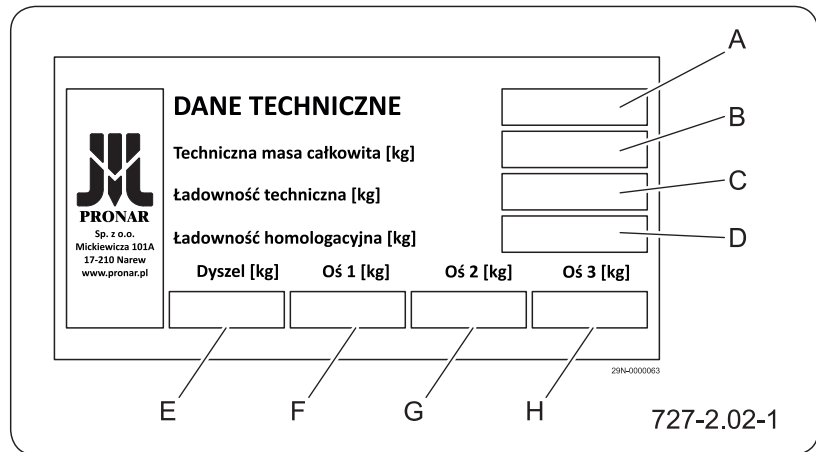 A
DANE TECHNICZNE
B
Techniczna masa całkowita [kg]
C
Ładowność techniczna [kg]
D
Ładowność homologacyjna [kg]
PRONAR
Sp. z o.o.
Mickiewicza 101A
17-210 Narew
www.pronar.pl
Dyszel [kg] Oś 1 [kg] Oś 2 [kg] Oś 3 [kg]
29N-0000063
E F G H
727-2.02-1